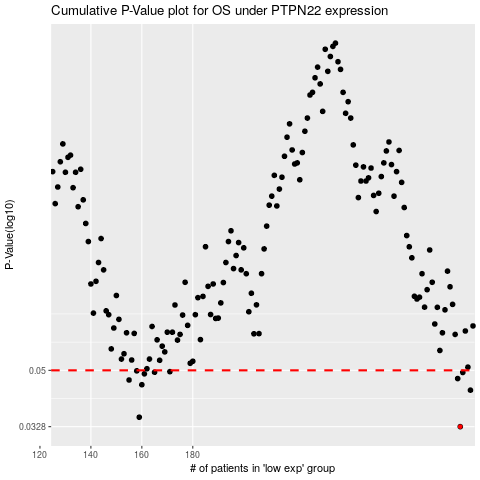 Cumulative P-Value plot for OS under PTPN22 expression
P-Value(log10)
0.05
0.0328
120 140 160 180
# of patients in 'low exp' group